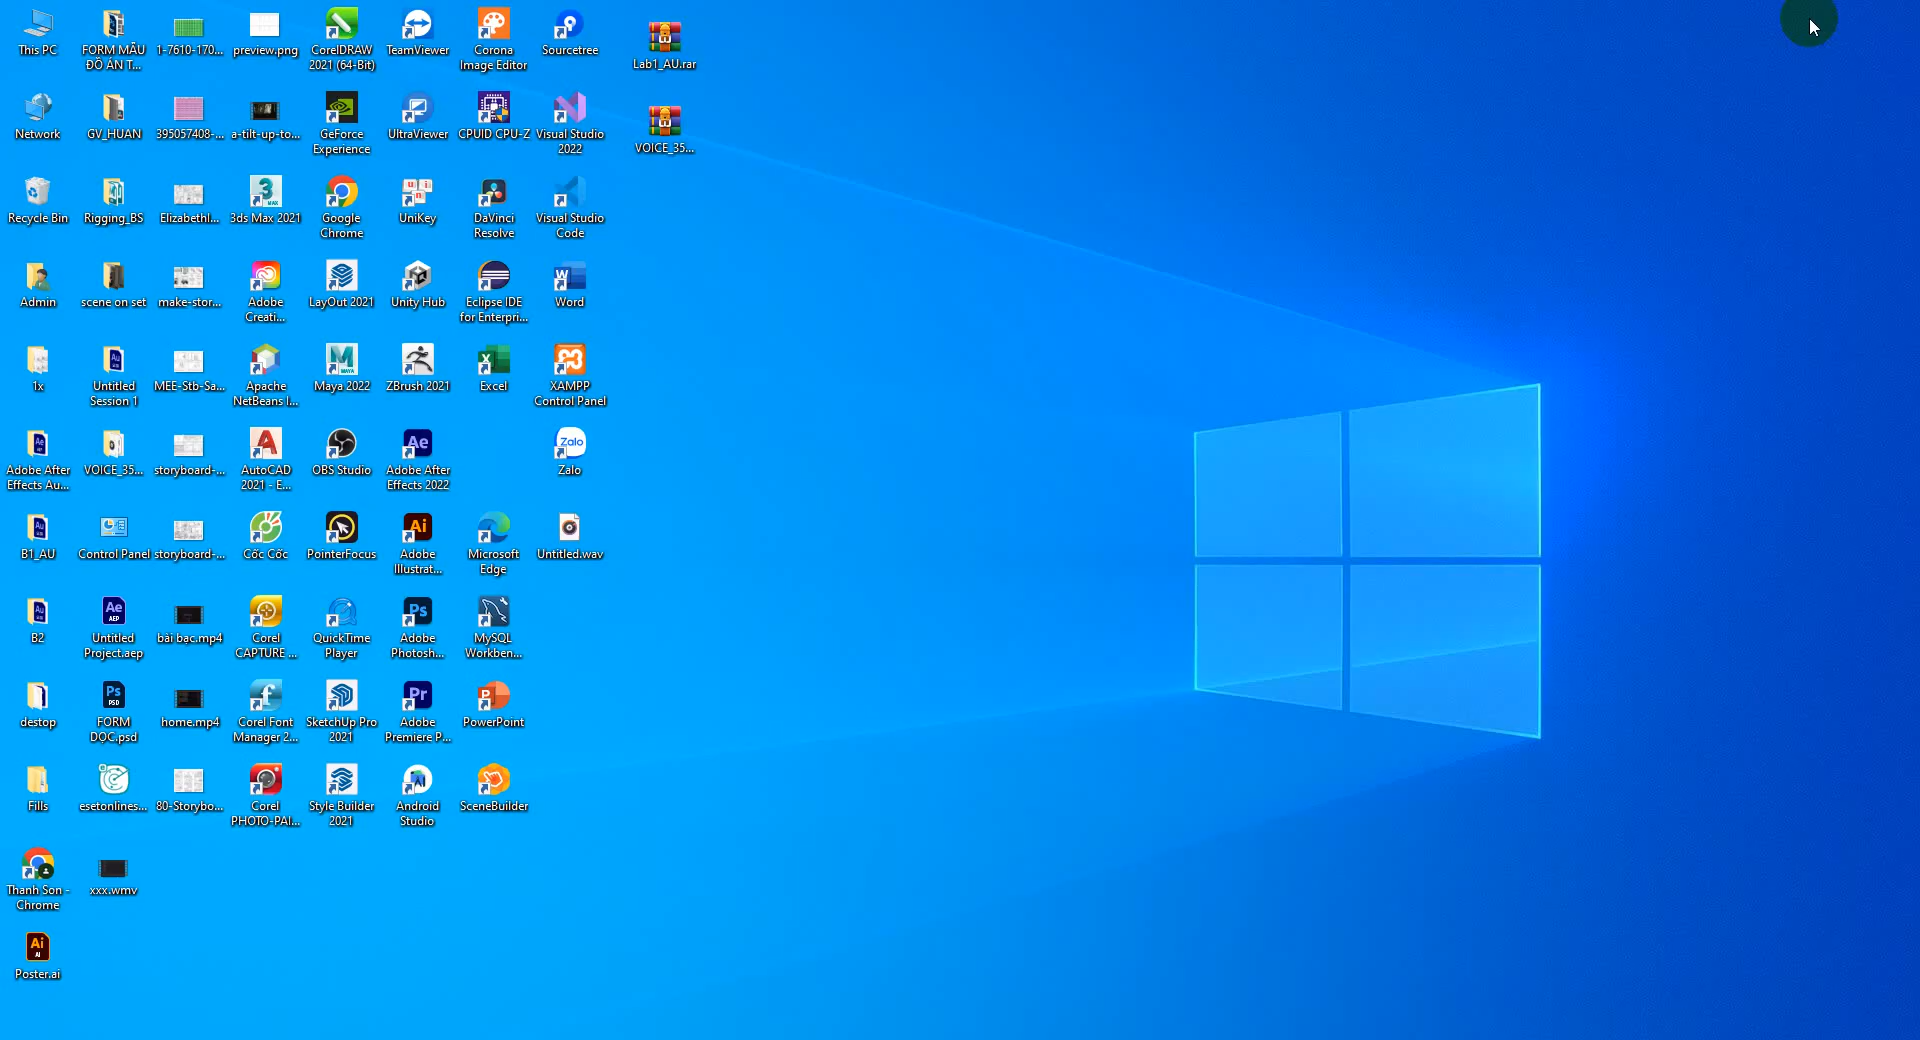 This PC
FORM MẪU
ĐỒ ÁN T...
1-7610-170...
preview.png
CorelDRAW
2021 (64-Bit)
TeamViewer
Corona
Image Editor
Sourcetree
Lab1_AU.rar
Network
GV_HUAN
395057408-...
a-tilt-up-to...
GeForce
Experience
UltraViewer
CPUID CPU-Z
Visual Studio
2022
VOICE_35...
Recycle Bin
Rigging_BS
Elizabethl...
3ds Max 2021
Google
Chrome
UniKey
DaVinci
Resolve
Visual Studio
Code
Admin
scene on set
make-stor...
Adobe
Creati...
LayOut 2021
Unity Hub
Eclipse IDE
for Enterpri...
Word
1x
Untitled
Session 1
MEE-Stb-Sa...
Apache
NetBeans I...
Maya 2022
ZBrush 2021
Excel
XAMPP
Control Panel
Adobe After
Effects Au...
VOICE_35...
storyboard-...
AutoCAD
2021 - E...
OBS Studio
Adobe After
Effects 2022
Zalo
Zalo
B1_AU
Control Panel
storyboard-...
Cốc Cốc
PointerFocus
Adobe
Illustrat...
Microsoft
Edge
Untitled.wav
B2
Untitled
Project.aep
bài bạc.mp4
Corel
CAPTURE ...
QuickTime
Player
Adobe
Photosh...
MySQL
Workben...
destop
FORM
DỌC.psd
home.mp4
Corel Font
Manager 2...
SketchUp Pro
2021
Adobe
Premiere P...
PowerPoint
Fills
esetonlines...
80-Storybo...
Corel
PHOTO-PAI...
Style Builder
2021
Android
Studio
SceneBuilder
Thanh Son -
Chrome
xxx.wmv
Poster.ai